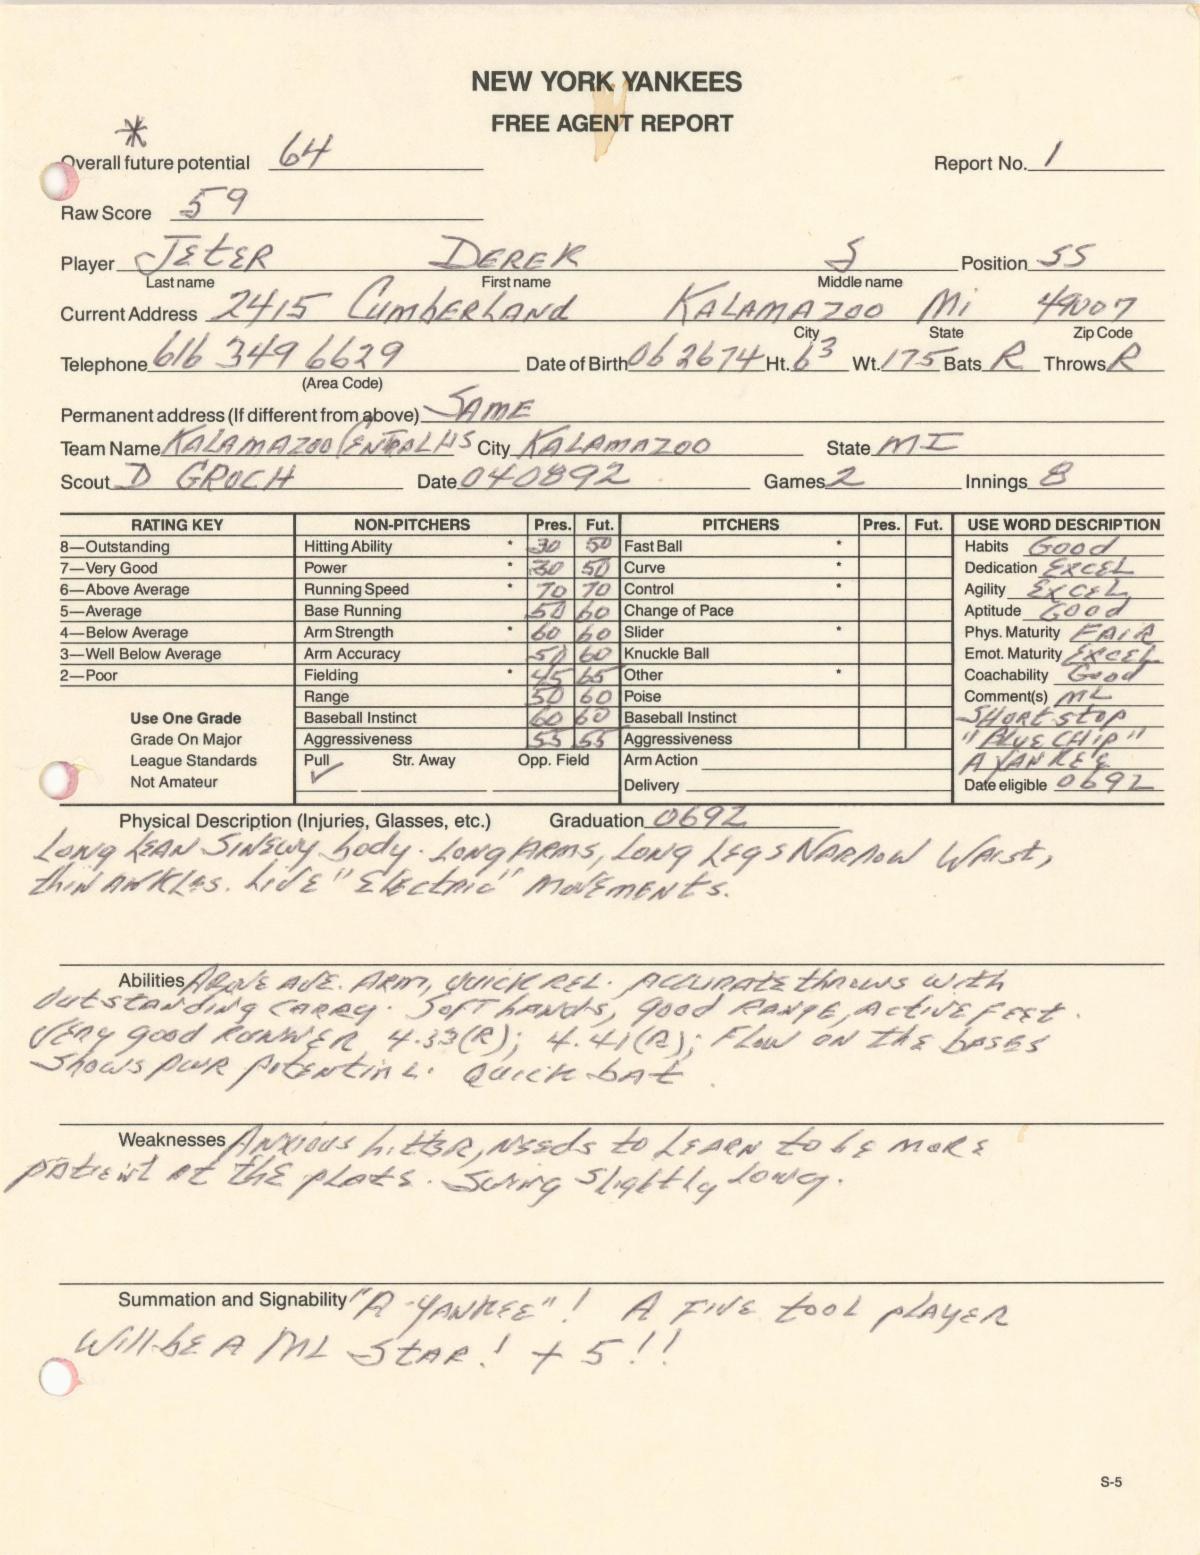 NEW YORK YANKEES
FREE AGENT REPORT
* Overall future potential 64 Report No. 1
Raw Score 59
Player JETER DEREK S Position SS
Last name First name Middle name
Current Address 2415 CUMBERLAND KALAMAZOO Mi 49007
City State Zip Code
Telephone 616 349 6629 Date of Birth 062674 Ht. 6 3 Wt. 175 Bats R Throws R
(Area Code)
Permanent address (If different from above) SAME
Team Name KALAMAZOO CENTRAL HS City KALAMAZOO State MI
Scout D GROCH Date 040892 Games 2 Innings 8
RATING KEY NON-PITCHERS Pres. Fut. PITCHERS Pres. Fut. USE WORD DESCRIPTION
8—Outstanding Hitting Ability * 30 50 Fast Ball * Habits GOOD
7—Very Good Power * 30 50 Curve * Dedication EXCEL
6—Above Average Running Speed * 70 70 Control * Agility EXCEL
5—Average Base Running 50 60 Change of Pace Aptitude GOOD
4—Below Average Arm Strength * 60 60 Slider * Phys. Maturity FAIR
3—Well Below Average Arm Accuracy 50 60 Knuckle Ball Emot. Maturity EXCEL
2—Poor Fielding * 45 65 Other * Coachability Good
Range 50 60 Poise Comment(s) ML
Use One Grade Baseball Instinct 60 60 Baseball Instinct SHORTSTOP
Grade On Major Aggressiveness 55 55 Aggressiveness "BLUE CHIP"
League Standards Pull ✓ Str. Away Opp. Field Arm Action A YANKEE
Not Amateur Delivery Date eligible 0692
Physical Description (Injuries, Glasses, etc.) Graduation 0692
LONG LEAN SINEWY body. LONG ARMS, LONG LEGS NARROW WAIST,
thIN ANKLES. LIVE "ELECTRIC" MOVEMENTS.
Abilities ABOVE AVE. ARM, QUICK REL. ACCURATE throws with
OUTSTANDING CARRY. SOFT hANDS, good RANGE, ACTIVE FEET.
VERY good RUNNER 4.33(R); 4.41(R); FLOW ON thE bASES
Shows PWR POTENTIAL. QUICK bAT.
Weaknesses ANXIOUS hitTER, NEEDS to LEARN to bE MORE
PATIENT AT thE plATE. SWING Slightly Long.
Summation and Signability "A YANKEE"! A FIVE tool plAYER
Will bE A ML STAR! + 5!!
S-5